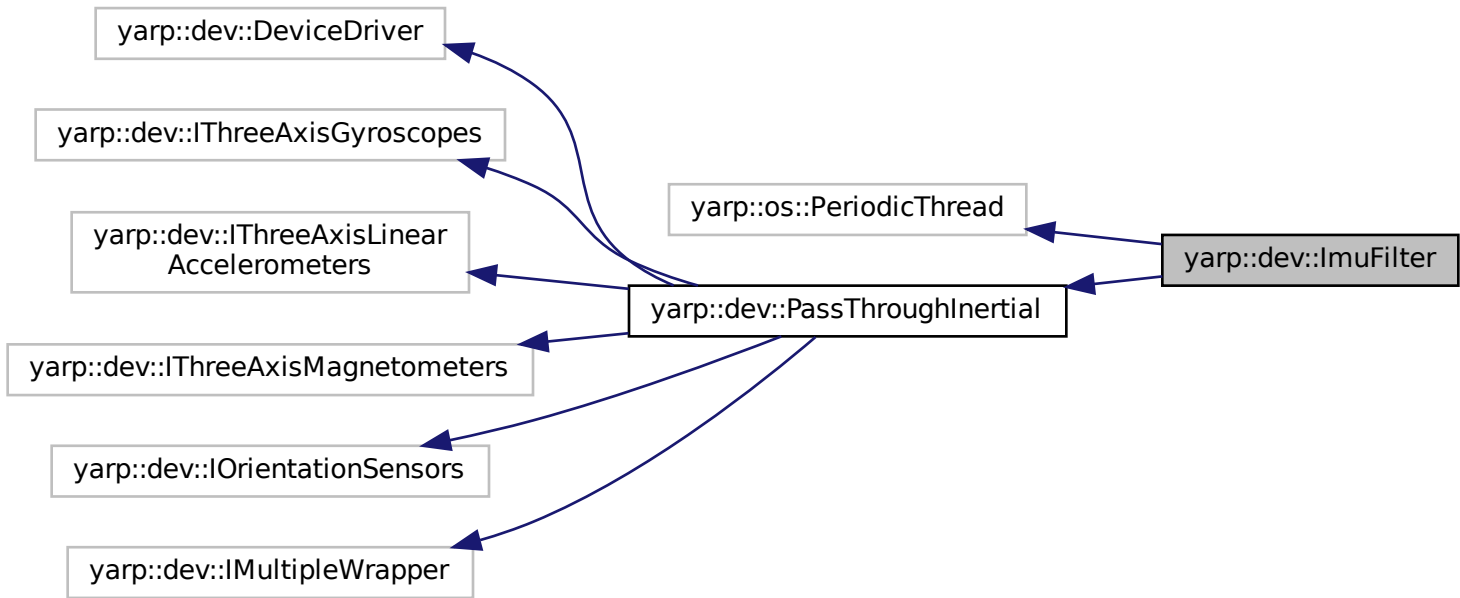 yarp::dev::DeviceDriver
yarp::dev::IThreeAxisGyroscopes
yarp::dev::IThreeAxisLinear
Accelerometers
yarp::dev::IThreeAxisMagnetometers
yarp::dev::IOrientationSensors
yarp::dev::IMultipleWrapper
yarp::os::PeriodicThread
yarp::dev::PassThroughInertial
yarp::dev::ImuFilter